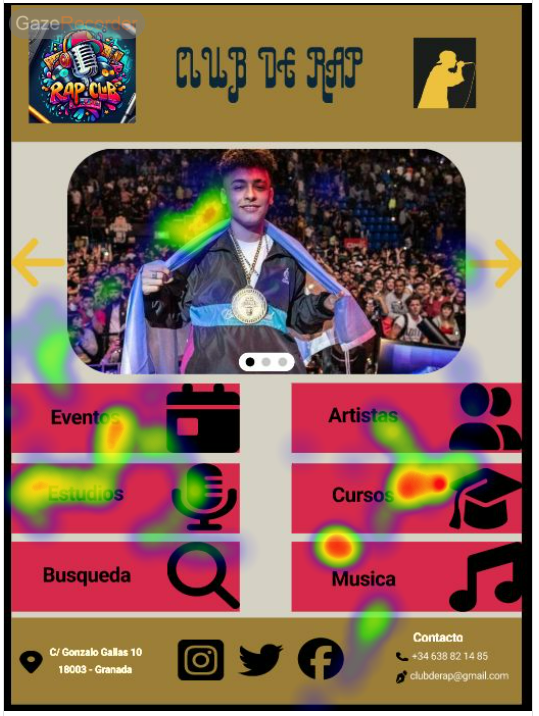 GazeRecorder
RAP CLUB
CLUB DE RAP
Eventos
Artistas
Estudios
Cursos
Busqueda
Musica
C/ Gonzalo Gallas 10
18003 - Granada
Contacto
+34 638 82 14 85
clubderap@gmail.com